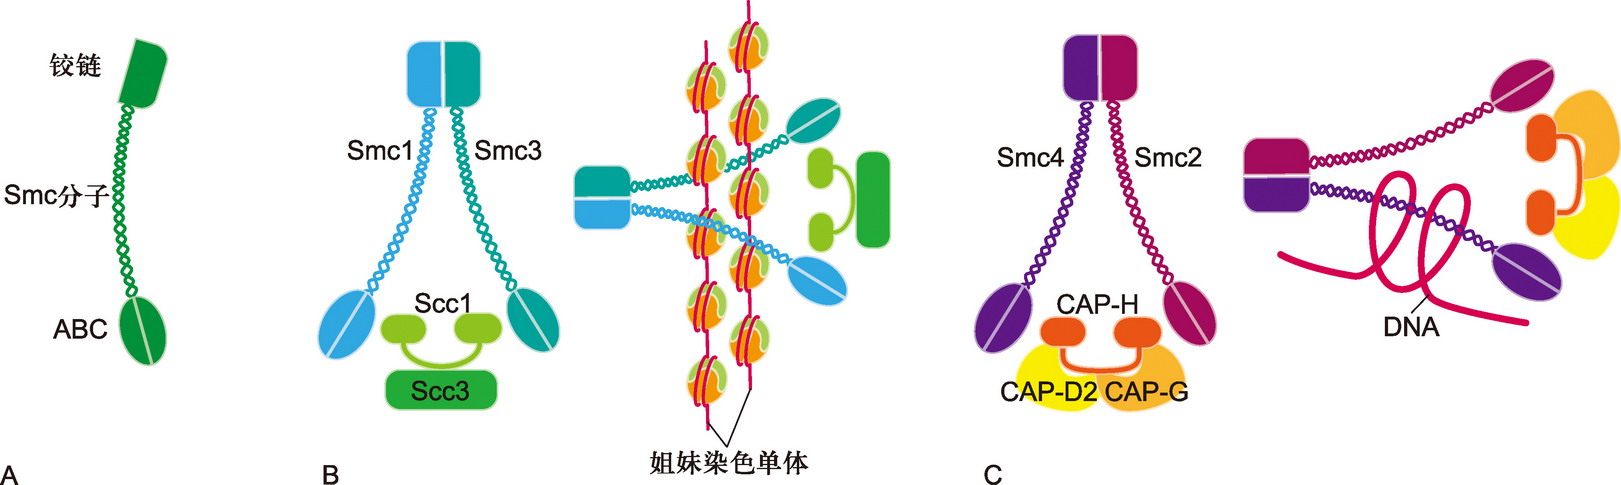 铰链
Smc分子
ABC
A
Smc1
Smc3
Scc1
Scc3
姐妹染色单体
B
Smc4
Smc2
CAP-H
CAP-D2
CAP-G
DNA
C